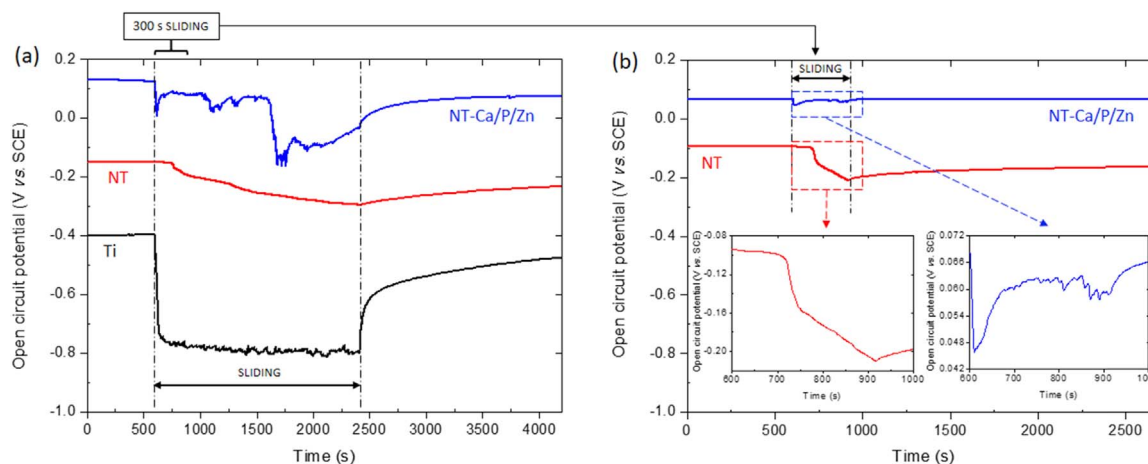 300 s SLIDING
(a)
0.2
0.0
-0.2
-0.4
-0.6
-0.8
-1.0
Open circuit potential (V vs. SCE)
NT-Ca/P/Zn
NT
Ti
SLIDING
0 500 1000 1500 2000 2500 3000 3500 4000
Time (s)
(b)
0.2
0.0
-0.2
-0.4
-0.6
-0.8
-1.0
Open circuit potential (V vs. SCE)
SLIDING
NT-Ca/P/Zn
NT
-0.08
-0.12
-0.16
-0.20
Open circuit potential (V vs. SCE)
600 700 800 900 1000
Time (s)
0.072
0.066
0.060
0.054
0.048
0.042
Open circuit potential (V vs. SCE)
600 700 800 900 1000
Time (s)
0 500 1000 1500 2000 2500
Time (s)